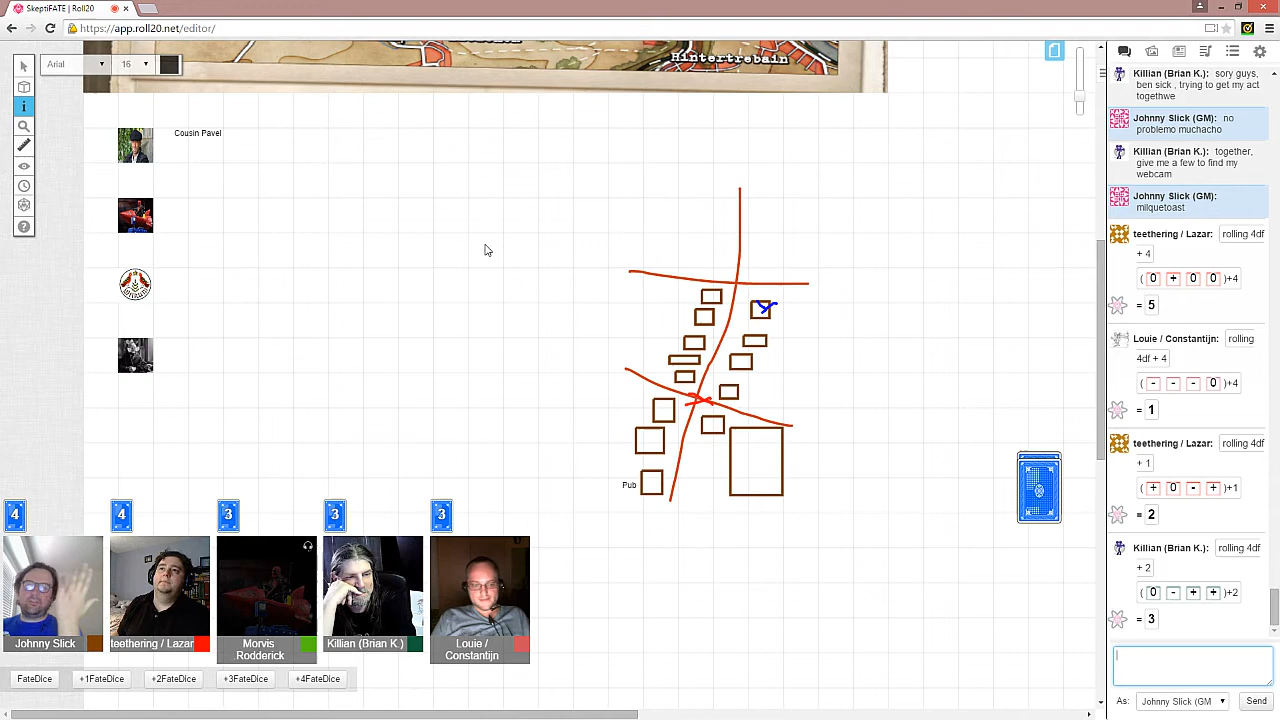 SkeptiFATE | Roll20
https://app.roll20.net/editor/
Arial
16
Hintertrebain
Cousin Pavel
Pub
Killian (Brian K.): sory guys,
ben sick , trying to get my act
togethwe
Johnny Slick (GM): no
problemo muchacho
Killian (Brian K.): together,
give me a few to find my
webcam
Johnny Slick (GM):
milquetoast
teethering / Lazar: rolling 4df
+ 4
( 0 + 0 0 )+4
= 5
Louie / Constantijn: rolling
4df + 4
( - - - 0 )+4
= 1
teethering / Lazar: rolling 4df
+ 1
( + 0 - + )+1
= 2
Killian (Brian K.): rolling 4df
+ 2
( 0 - + + )+2
= 3
As: Johnny Slick (GM
Send
4
4
3
3
3
Johnny Slick
teethering / Lazar
Morvis
Rodderick
Killian (Brian K.)
Louie /
Constantijn
FateDice
+1FateDice
+2FateDice
+3FateDice
+4FateDice